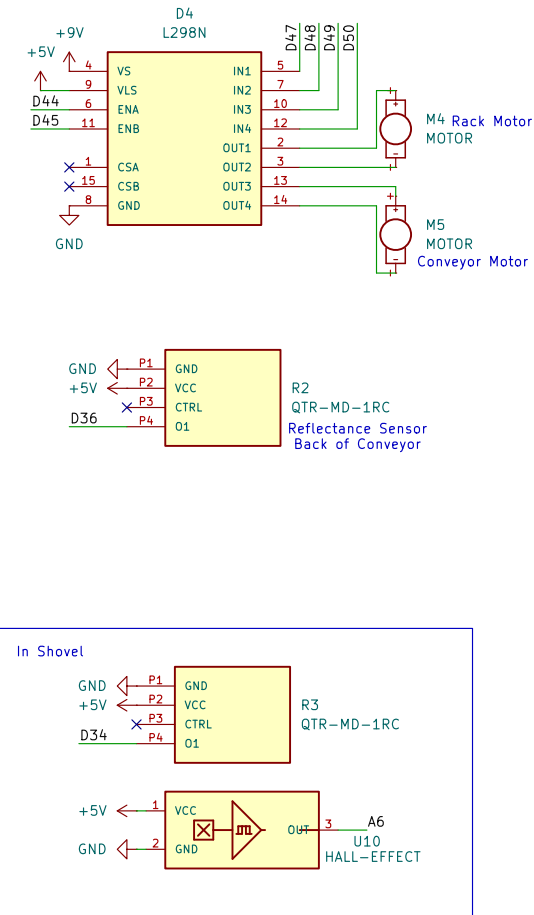 D4
L298N
+9V
+5V
D44
D45
D47
D48
D49
D50
4 VS IN1 5
9 VLS IN2 7
6 ENA IN3 10
11 ENB IN4 12
OUT1 2
1 CSA OUT2 3
15 CSB OUT3 13
8 GND OUT4 14
GND
+
+
-
+
M4 Rack Motor
MOTOR
+
+
-
+
M5
MOTOR
Conveyor Motor
GND P1 GND
+5V P2 VCC
P3 CTRL
D36 P4 O1
R2
QTR-MD-1RC
Reflectance Sensor
Back of Conveyor
In Shovel
GND P1 GND
+5V P2 VCC
P3 CTRL
D34 P4 O1
R3
QTR-MD-1RC
+5V 1 VCC
GND 2 GND
OUT 3 A6
U10
HALL-EFFECT